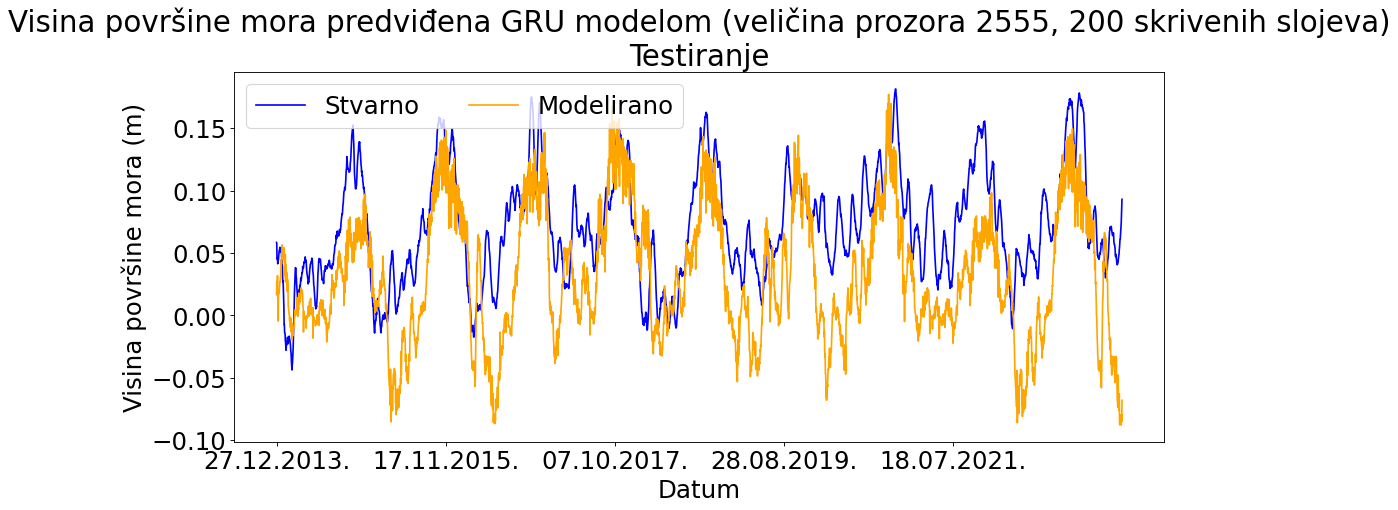 Visina površine mora predviđena GRU modelom (veličina prozora 2555, 200 skrivenih slojeva)
Testiranje
Stvarno Modelirano
Visina površine mora (m)
0.15
0.10
0.05
0.00
−0.05
−0.10
27.12.2013. 17.11.2015. 07.10.2017. 28.08.2019. 18.07.2021.
Datum